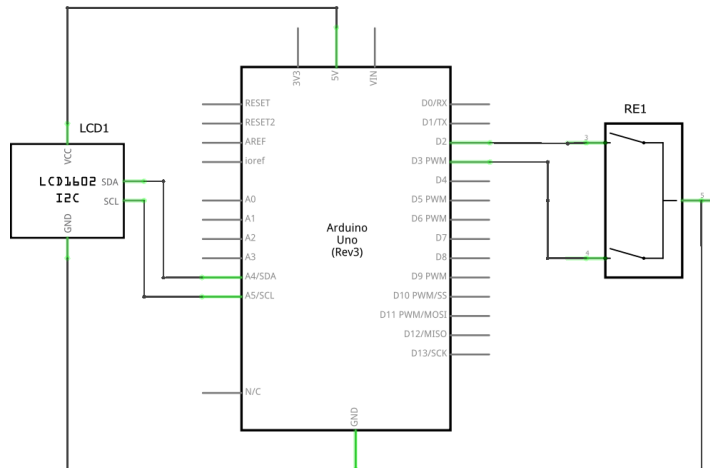 3V3
5V
VIN
LCD1
VCC
LCD1602
I2C
SDA
SCL
GND
RESET
RESET2
AREF
ioref
A0
A1
A2
A3
A4/SDA
A5/SCL
N/C
Arduino
Uno
(Rev3)
D0/RX
D1/TX
D2
D3 PWM
D4
D5 PWM
D6 PWM
D7
D8
D9 PWM
D10 PWM/SS
D11 PWM/MOSI
D12/MISO
D13/SCK
GND
RE1
3
4
5